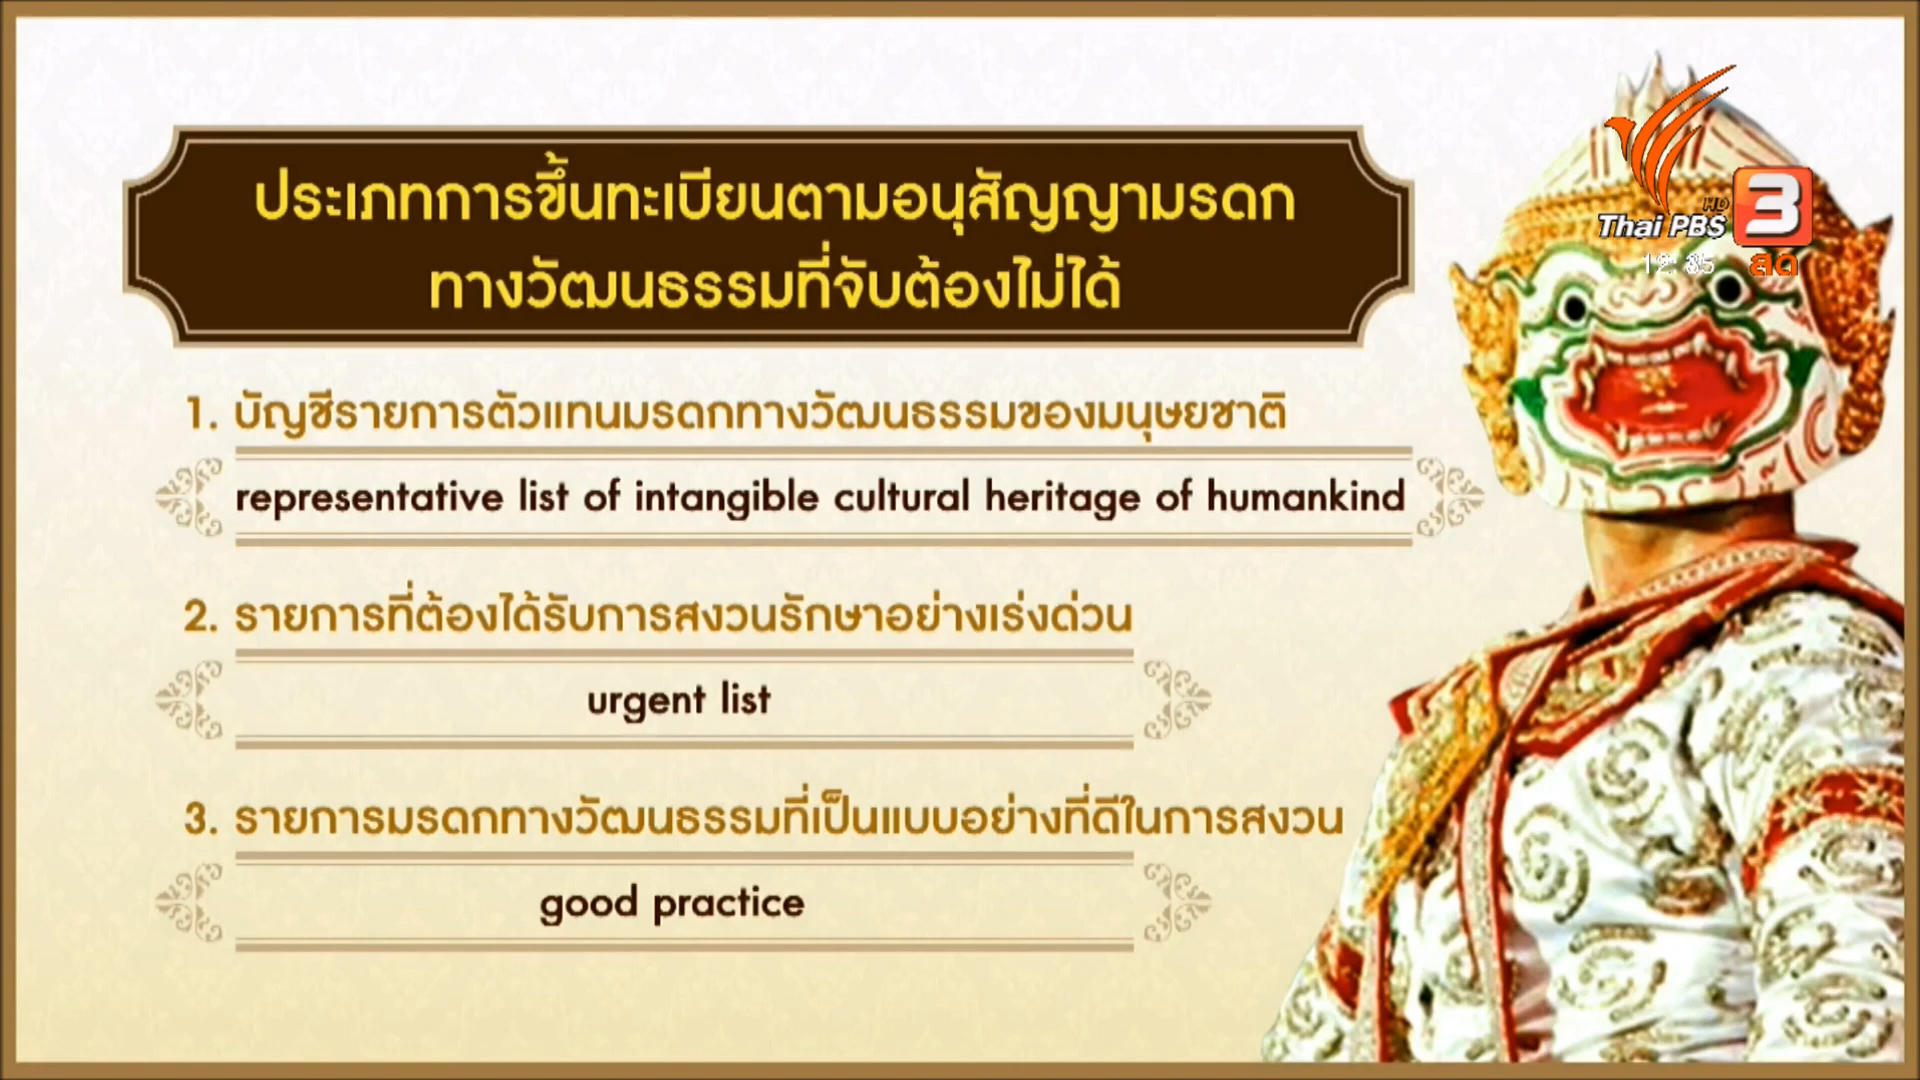 ประเภทการขึ้นทะเบียนตามอนุสัญญามรดก
ทางวัฒนธรรมที่จับต้องไม่ได้
1. บัญชีรายการตัวแทนมรดกทางวัฒนธรรมของมนุษยชาติ
representative list of intangible cultural heritage of humankind
2. รายการที่ต้องได้รับการสงวนรักษาอย่างเร่งด่วน
urgent list
3. รายการมรดกทางวัฒนธรรมที่เป็นแบบอย่างที่ดีในการสงวน
good practice
HD
Thai PBS 3
12:35 สด